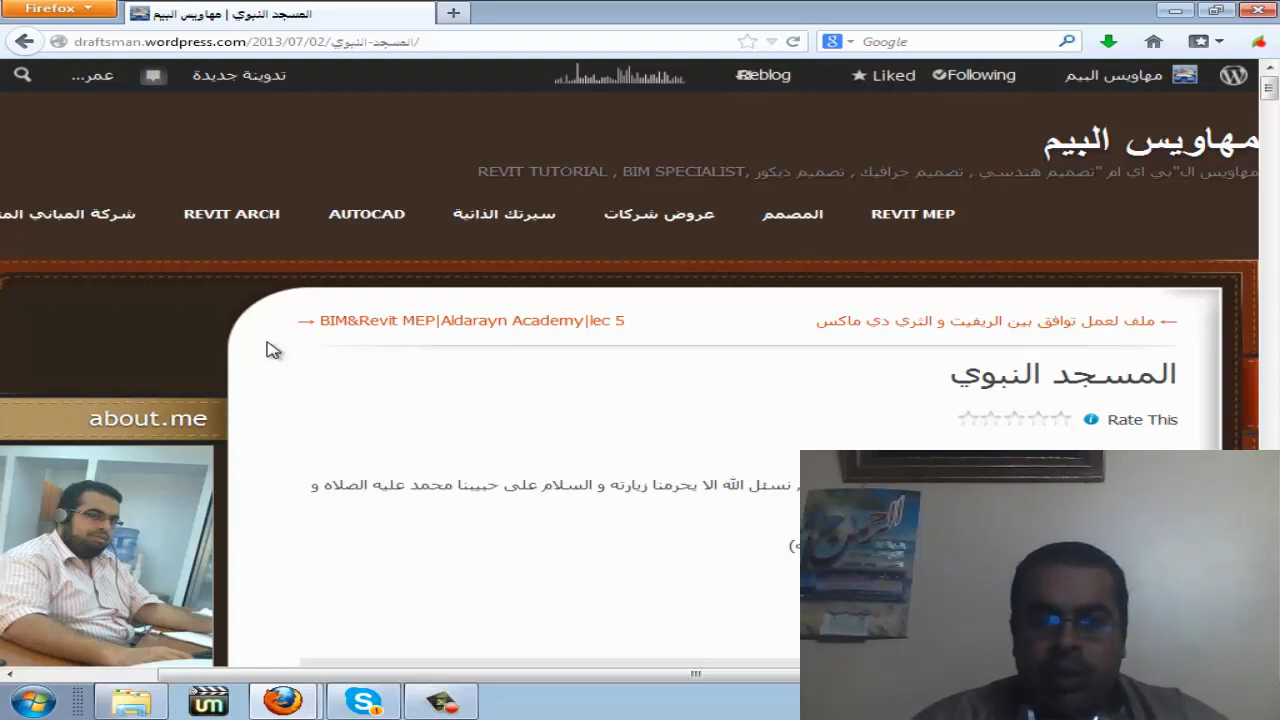 Firefox
المسجد النبوي | مهاويس البيم
draftsman.wordpress.com/2013/07/02/المسجد-النبوي/
Google
مهاويس البيم
Following
Liked
Reblog
تدوينة جديدة
عمر...
مهاويس البيم
مهاويس ال"بي اي ام "تصميم هندسي , تصميم جرافيك , تصميم ديكور ,REVIT TUTORIAL , BIM SPECIALIST
REVIT MEP
المصمم
عروض شركات
سيرتك الذاتية
AUTOCAD
REVIT ARCH
شركة المباني
← ملف لعمل توافق بين الريفيت و الثري دي ماكس
BIM&Revit MEP|Aldarayn Academy|lec 5 →
المسجد النبوي
Rate This
about.me
, نسئل الله الا يحرمنا زيارته و السلام على حبيبنا محمد عليه الصلاه و
um